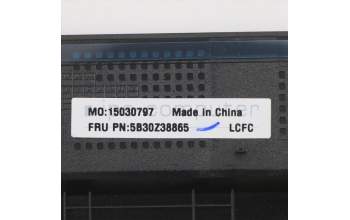 MO:15030797 Made in China
FRU PN:5B30Z38865 LCFC